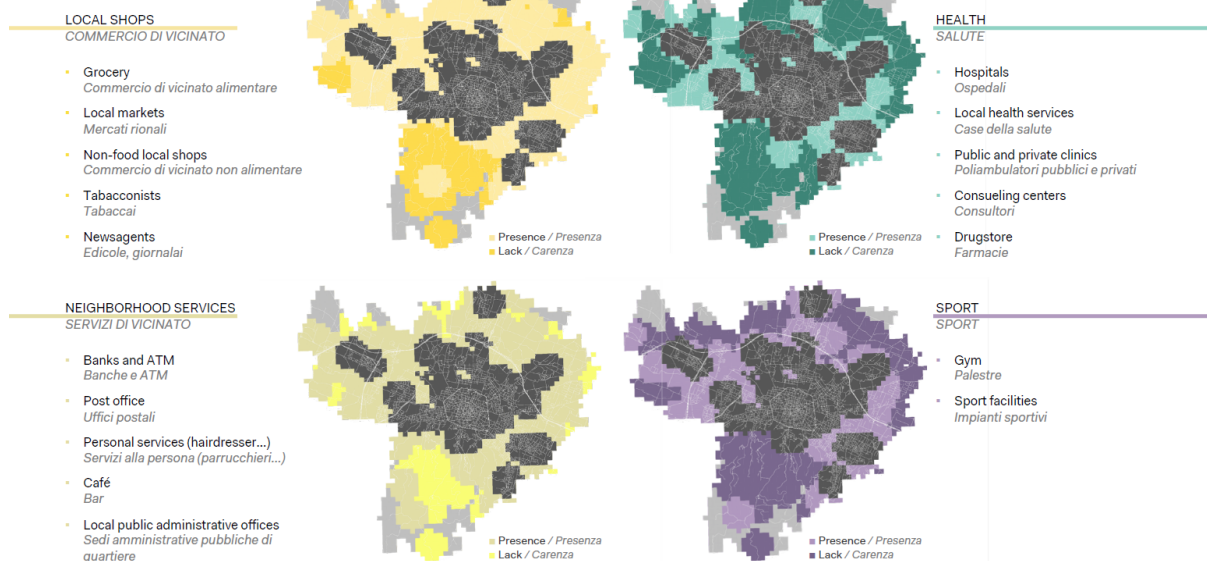 LOCAL SHOPS
COMMERCIO DI VICINATO
Grocery
Commercio di vicinato alimentare
Local markets
Mercati rionali
Non-food local shops
Commercio di vicinato non alimentare
Tabacconists
Tabaccai
Newsagents
Edicole, giornalai
Presence / Presenza
Lack / Carenza
HEALTH
SALUTE
Hospitals
Ospedali
Local health services
Case della salute
Public and private clinics
Poliambulatori pubblici e privati
Consueling centers
Consultori
Drugstore
Farmacie
Presence / Presenza
Lack / Carenza
NEIGHBORHOOD SERVICES
SERVIZI DI VICINATO
Banks and ATM
Banche e ATM
Post office
Uffici postali
Personal services (hairdresser...)
Servizi alla persona (parrucchieri...)
Café
Bar
Local public administrative offices
Sedi amministrative pubbliche di
quartiere
Presence / Presenza
Lack / Carenza
SPORT
SPORT
Gym
Palestre
Sport facilities
Impianti sportivi
Presence / Presenza
Lack / Carenza